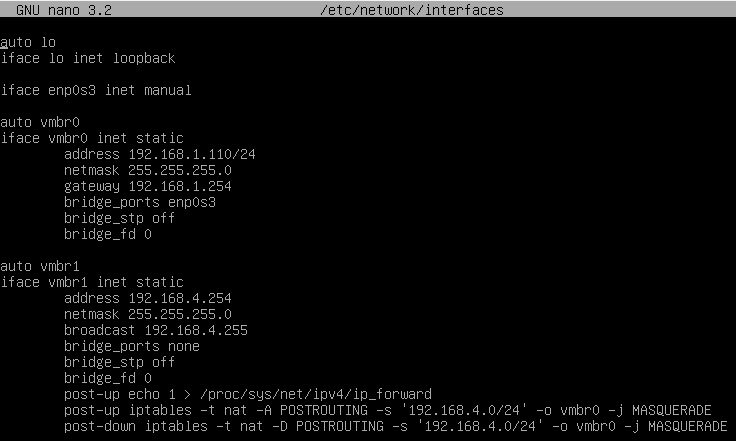 GNU nano 3.2 /etc/network/interfaces
auto lo
iface lo inet loopback
iface enp0s3 inet manual
auto vmbr0
iface vmbr0 inet static
address 192.168.1.110/24
netmask 255.255.255.0
gateway 192.168.1.254
bridge_ports enp0s3
bridge_stp off
bridge_fd 0
auto vmbr1
iface vmbr1 inet static
address 192.168.4.254
netmask 255.255.255.0
broadcast 192.168.4.255
bridge_ports none
bridge_stp off
bridge_fd 0
post-up echo 1 > /proc/sys/net/ipv4/ip_forward
post-up iptables -t nat -A POSTROUTING -s '192.168.4.0/24' -o vmbr0 -j MASQUERADE
post-down iptables -t nat -D POSTROUTING -s '192.168.4.0/24' -o vmbr0 -j MASQUERADE